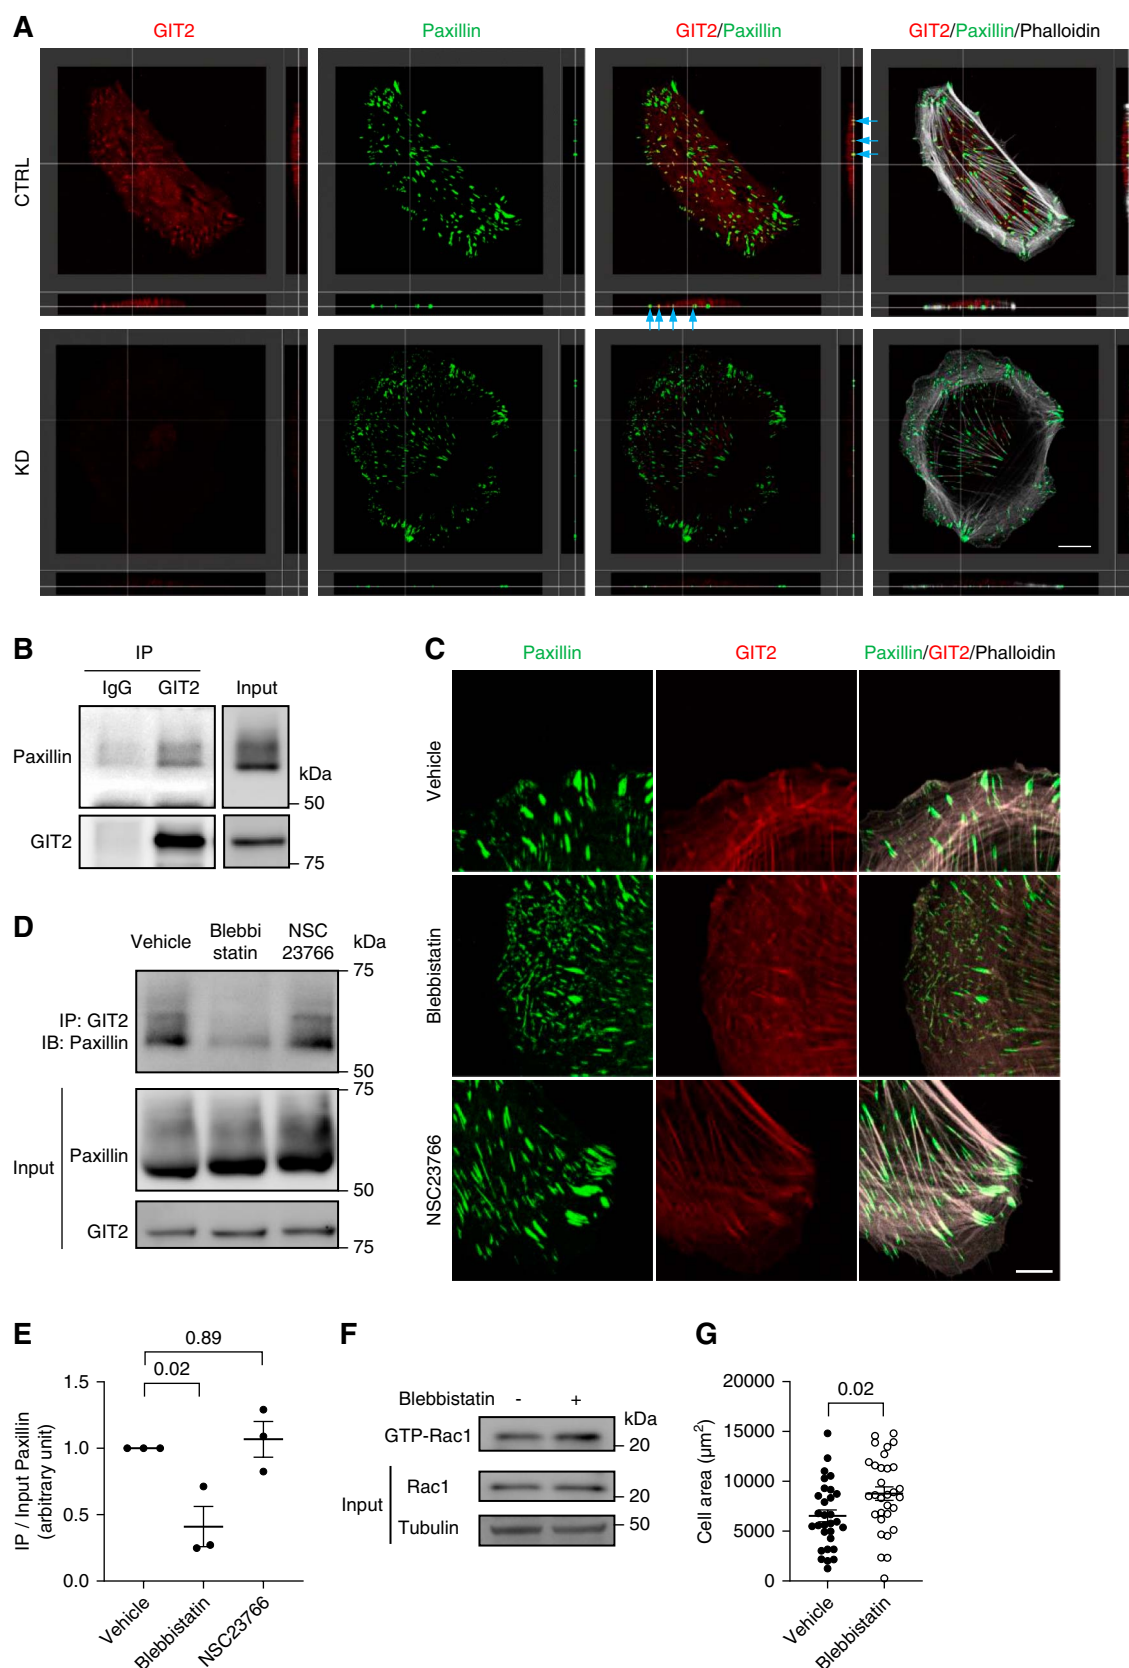 A
GIT2
Paxillin
GIT2/Paxillin
GIT2/Paxillin/Phalloidin
CTRL
KD
B
IP
IgG
GIT2
Input
Paxillin
kDa
50
GIT2
75
C
Paxillin
GIT2
Paxillin/GIT2/Phalloidin
Vehicle
Blebbistatin
NSC23766
D
Vehicle
Blebbi
statin
NSC
23766
kDa
75
IP: GIT2
IB: Paxillin
50
75
Input
Paxillin
50
GIT2
75
E
0.89
0.02
1.5
1.0
0.5
0.0
IP / Input Paxillin
(arbitrary unit)
Vehicle
Blebbistatin
NSC23766
F
Blebbistatin
-
+
kDa
GTP-Rac1
20
Input
Rac1
20
Tubulin
50
G
0.02
20000
15000
10000
5000
0
Cell area (µm²)
Vehicle
Blebbistatin